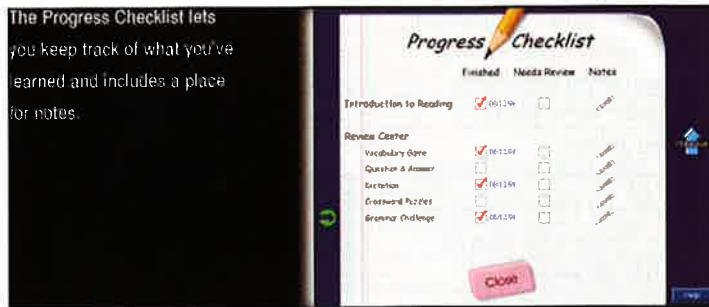 The Progress Checklist lets
you keep track of what you've
learned and includes a place
for notes.
Progress Checklist
Finished Needs Review Notes
Introduction to Reading
Review Center
Vocabulary Game
Question & Answer
Dictation
Crossword Puzzles
Grammar Challenge
Close